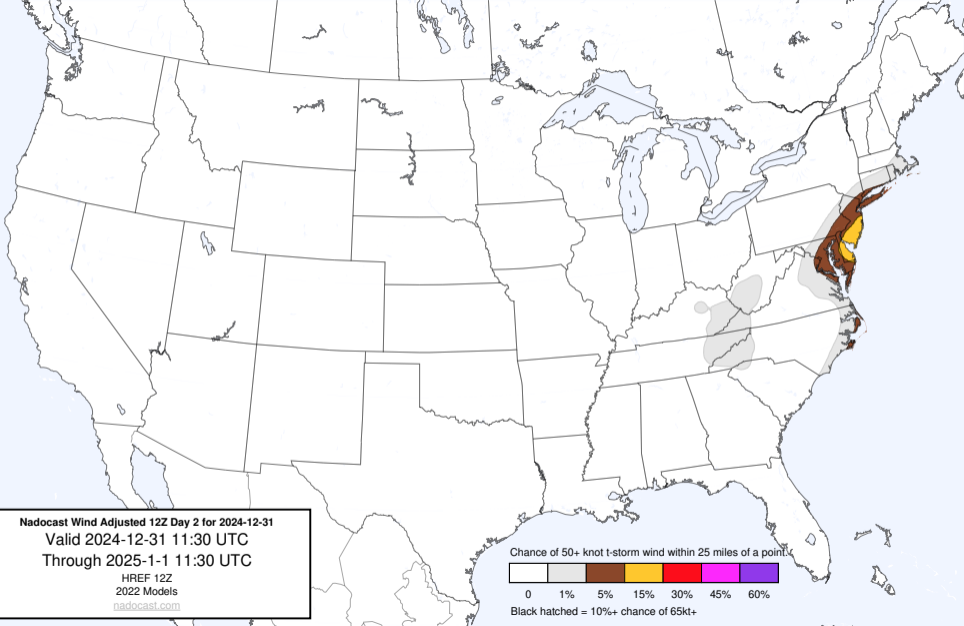 Nadocast Wind Adjusted 12Z Day 2 for 2024-12-31
Valid 2024-12-31 11:30 UTC
Through 2025-1-1 11:30 UTC
HREF 12Z
2022 Models
nadocast.com
Chance of 50+ knot t-storm wind within 25 miles of a point.
0 1% 5% 15% 30% 45% 60%
Black hatched = 10%+ chance of 65kt+